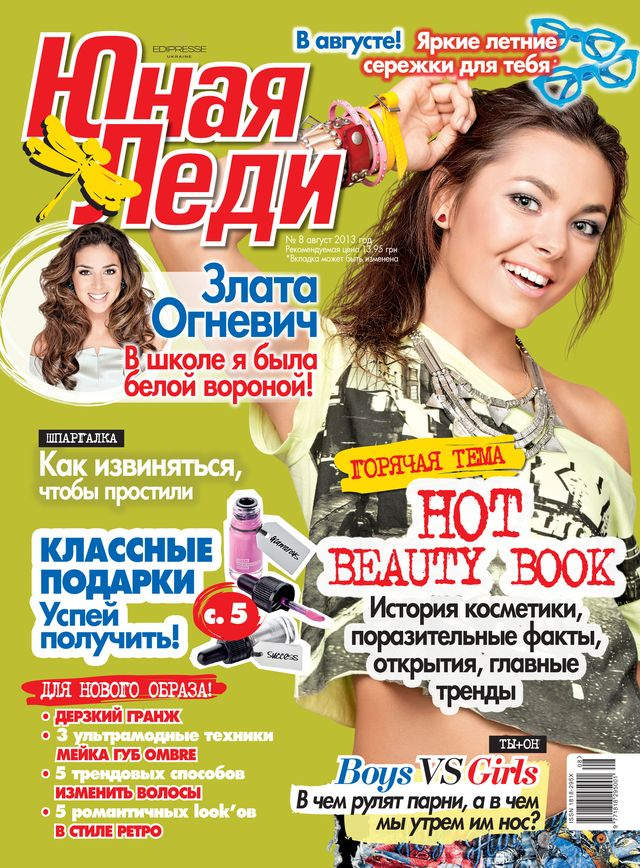 EDIPRESSE
UKRAINE
В августе! Яркие летние
сережки для тебя
Юная
Леди
№ 8 август 2013 год
Рекомендуемая цена 13.95 грн
*Вкладка может быть изменена
Злата
Огневич
В школе я была
белой вороной!
ШПАРГАЛКА
Как извиняться,
чтобы простили
КЛАССНЫЕ
ПОДАРКИ
Успей
получить!
с. 5
Glamorous
Success
ГОРЯЧАЯ ТЕМА
HOT
BEAUTY BOOK
История косметики,
поразительные факты,
открытия, главные
тренды
ДЛЯ НОВОГО ОБРАЗА!
• ДЕРЗКИЙ ГРАНЖ
• 3 ультрамодные техники
МЕЙКА ГУБ OMBRE
• 5 трендовых способов
ИЗМЕНИТЬ ВОЛОСЫ
• 5 романтичных look'ов
В СТИЛЕ РЕТРО
ТЫ+ОН
Boys VS Girls
В чем рулят парни, а в чем
мы утрем им нос?
ISSN 1818-295X
08